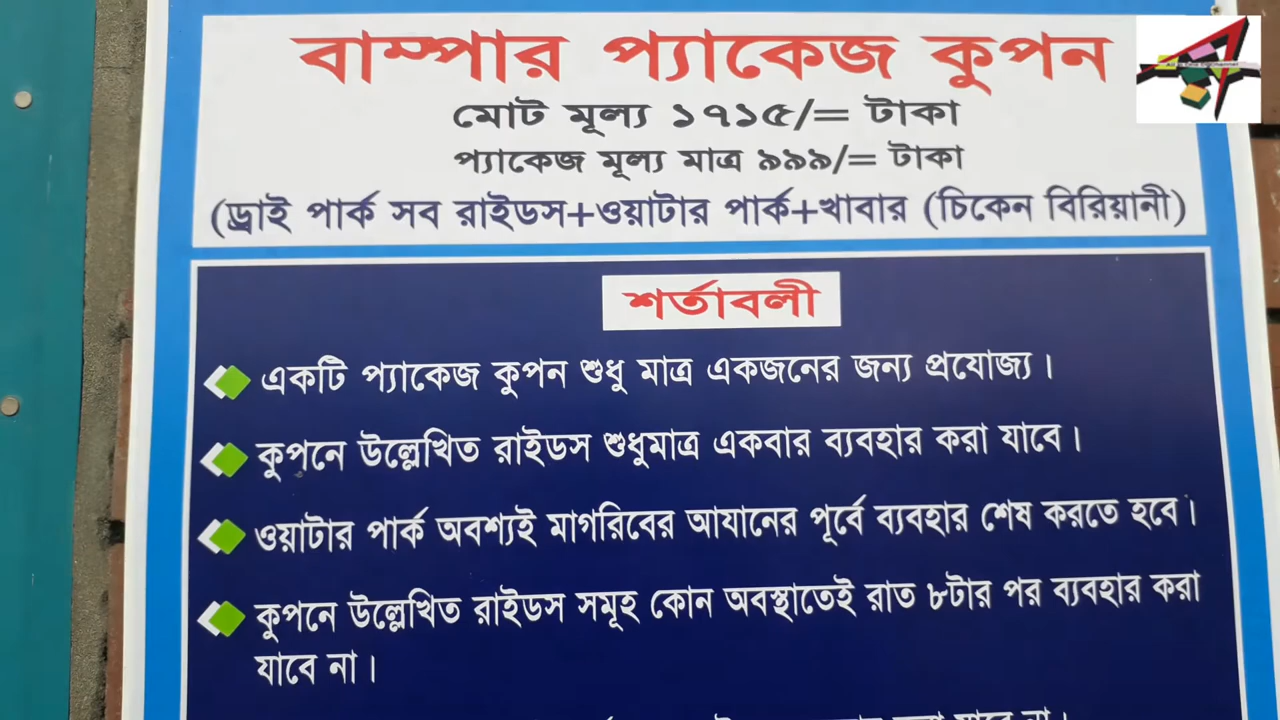 বাম্পার প্যাকেজ কুপন
মোট মূল্য ১৭১৫/= টাকা
প্যাকেজ মূল্য মাত্র ৯৯৯/= টাকা
(ড্রাই পার্ক সব রাইডস+ওয়াটার পার্ক+খাবার (চিকেন বিরিয়ানী)
শর্তাবলী
একটি প্যাকেজ কুপন শুধু মাত্র একজনের জন্য প্রযোজ্য।
কুপনে উল্লেখিত রাইডস শুধুমাত্র একবার ব্যবহার করা যাবে।
ওয়াটার পার্ক অবশ্যই মাগরিবের আযানের পূর্বে ব্যবহার শেষ করতে হবে।
কুপনে উল্লেখিত রাইডস সমূহ কোন অবস্থাতেই রাত ৮টার পর ব্যবহার করা
যাবে না।